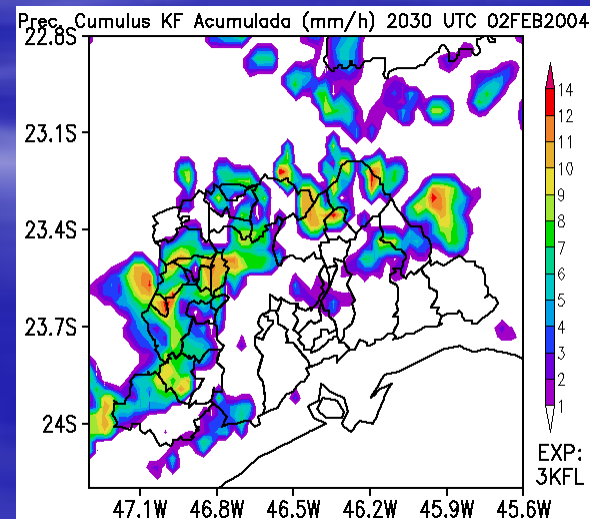 Prec. Cumulus KF Acumulada (mm/h) 2030 UTC 02FEB2004
22.8S
23.1S
23.4S
23.7S
24S
47.1W 46.8W 46.5W 46.2W 45.9W 45.6W
14
12
11
10
9
8
7
6
5
4
3
2
1
EXP:
3KFL